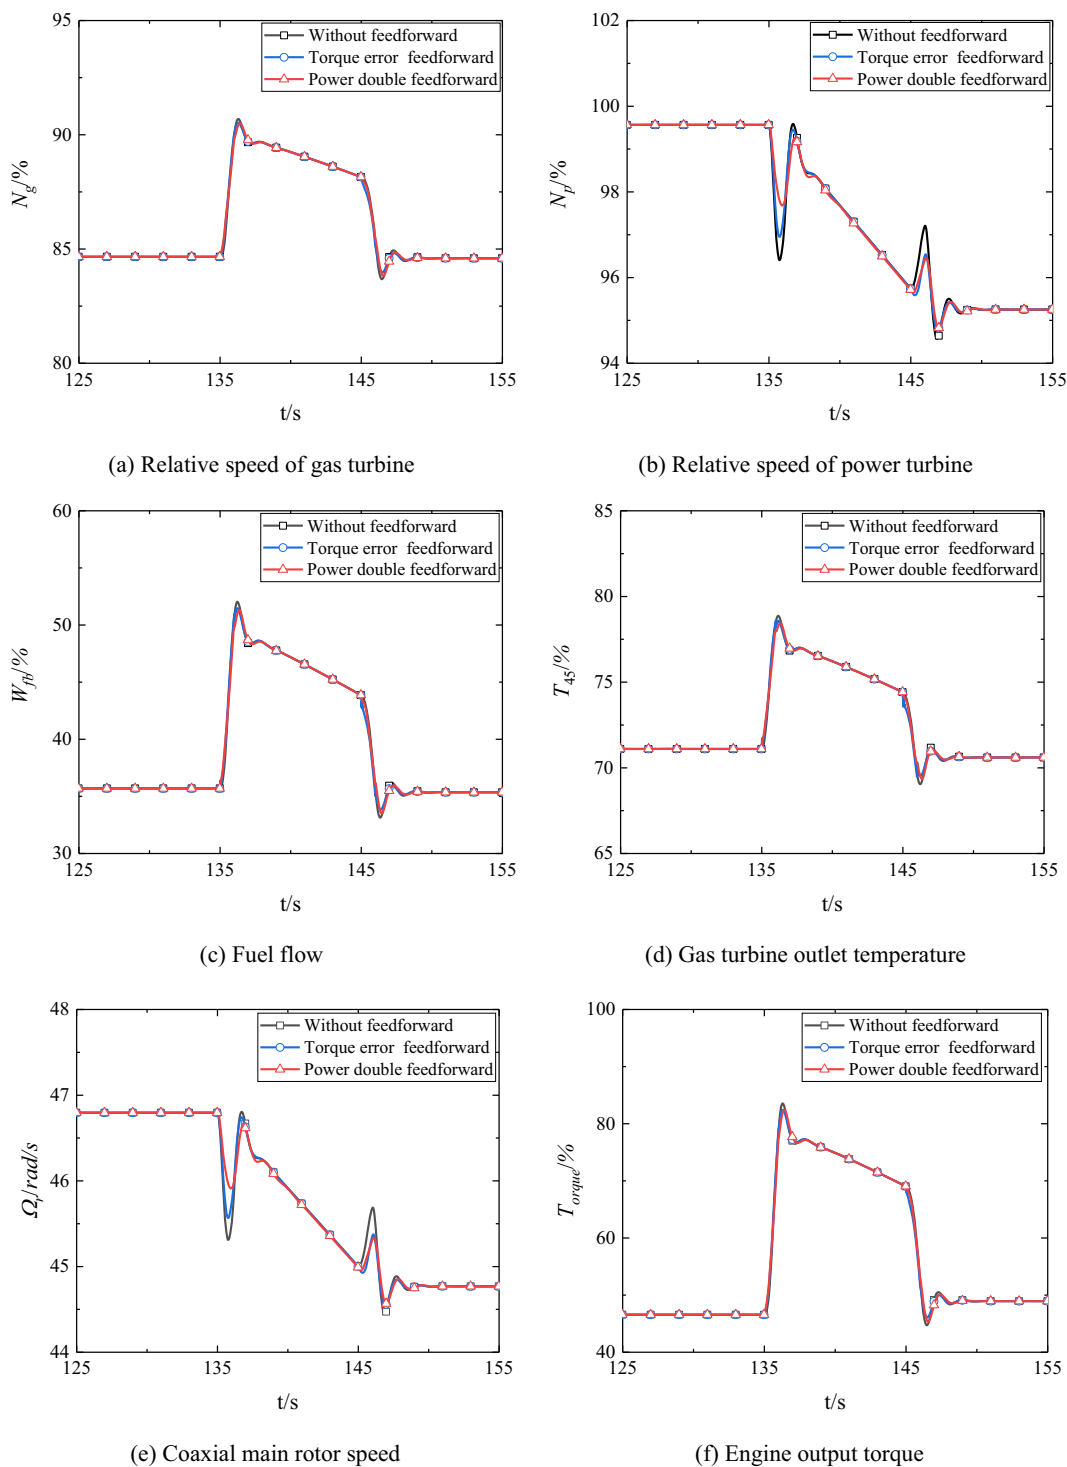 95
90
85
80
125
135
145
155
N_g/%
t/s
Without feedforward
Torque error feedforward
Power double feedforward
(a) Relative speed of gas turbine
102
100
98
96
94
125
135
145
155
N_p/%
t/s
Without feedforward
Torque error feedforward
Power double feedforward
(b) Relative speed of power turbine
60
50
40
30
125
135
145
155
W_fb/%
t/s
Without feedforward
Torque error feedforward
Power double feedforward
(c) Fuel flow
85
80
75
70
65
125
135
145
155
T_45/%
t/s
Without feedforward
Torque error feedforward
Power double feedforward
(d) Gas turbine outlet temperature
48
47
46
45
44
125
135
145
155
Ω_r/rad/s
t/s
Without feedforward
Torque error feedforward
Power double feedforward
(e) Coaxial main rotor speed
100
80
60
40
125
135
145
155
T_orque/%
t/s
Without feedforward
Torque error feedforward
Power double feedforward
(f) Engine output torque